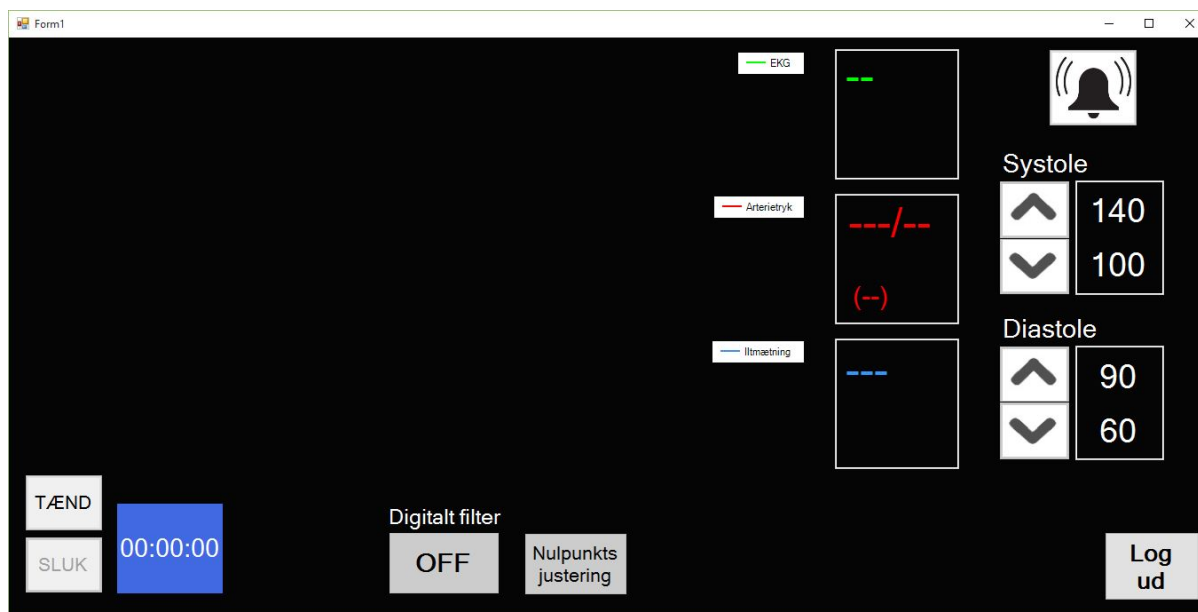 Form1
EKG
--
Systole
140
100
Arterietryk
---/--
(--)
Diastole
90
60
Iltmætning
---
TÆND
SLUK
00:00:00
Digitalt filter
OFF
Nulpunkts
justering
Log
ud